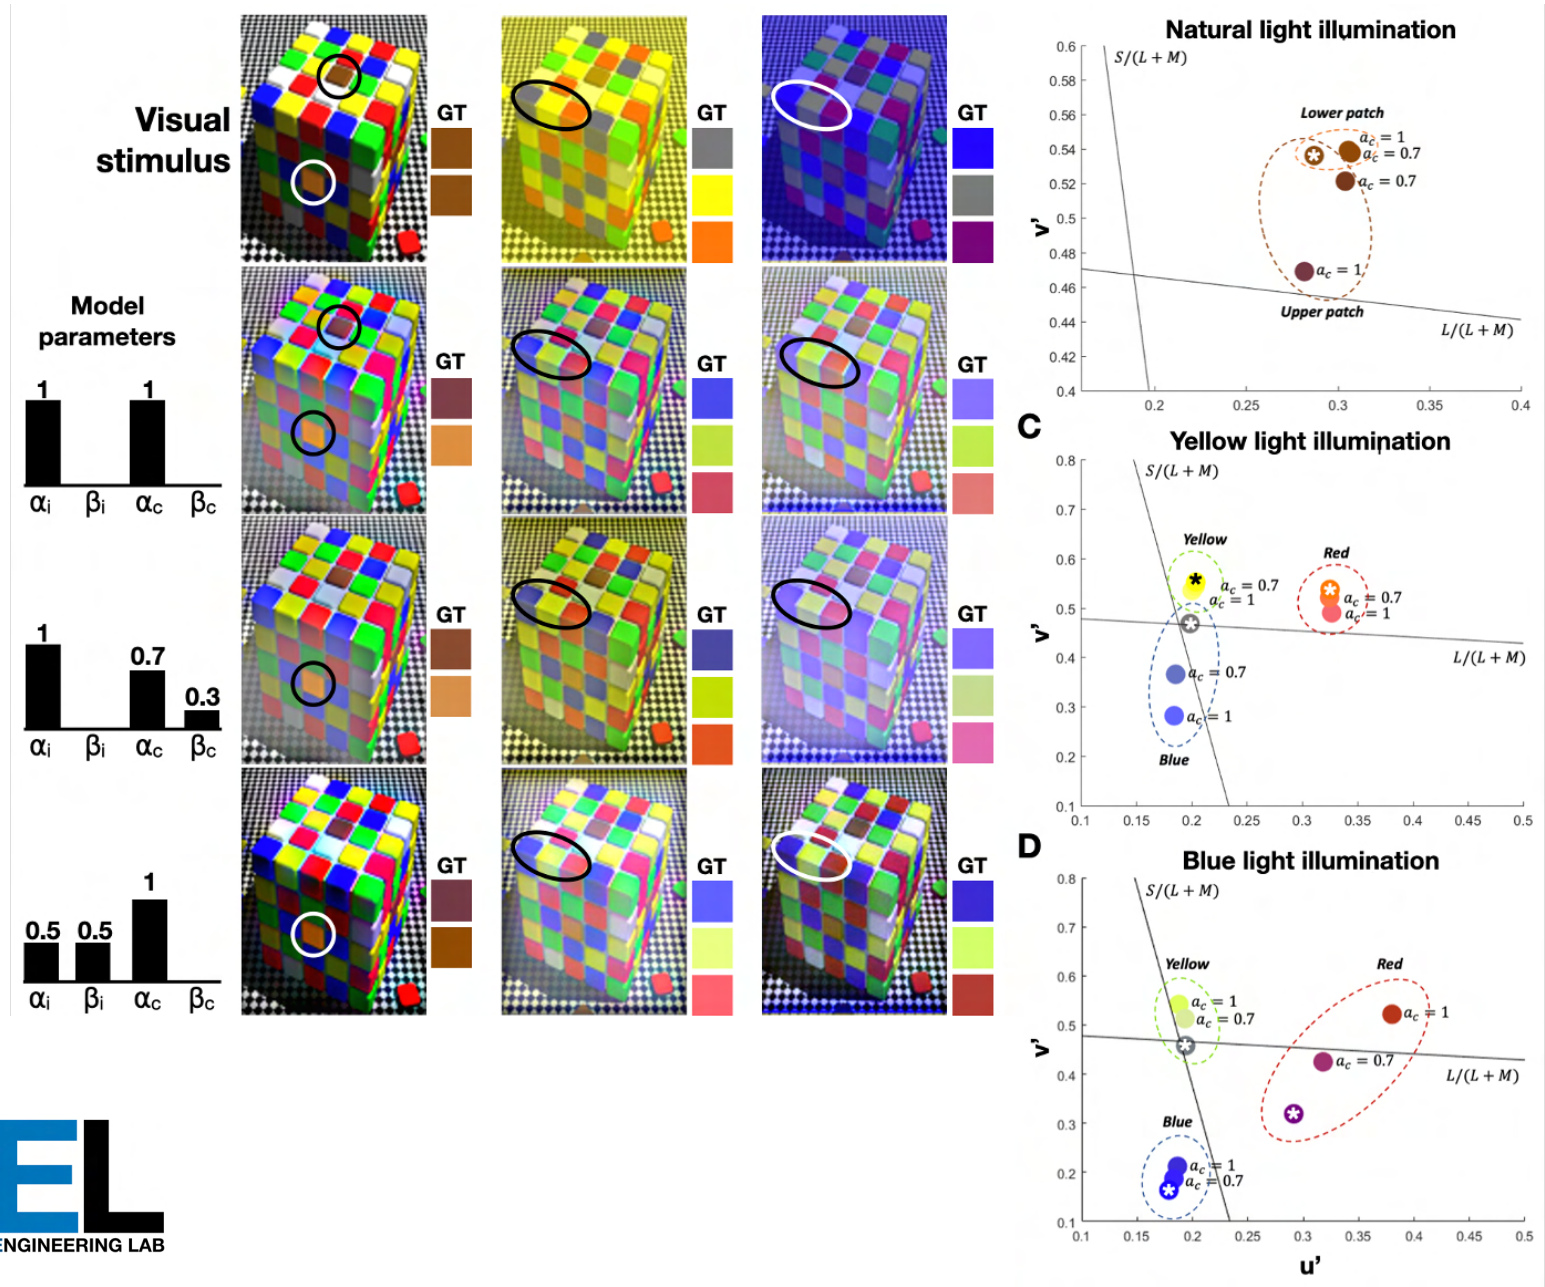 Visual
stimulus
GT
GT
GT
Model
parameters
1
1
αi βi αc βc
GT
GT
GT
1
0.7
0.3
αi βi αc βc
GT
GT
GT
0.5 0.5
1
αi βi αc βc
GT
GT
GT
Natural light illumination
0.6
0.58
0.56
0.54
0.52
0.5
0.48
0.46
0.44
0.42
0.4
v'
S/(L + M)
Lower patch
ac = 1
ac = 0.7
ac = 0.7
ac = 1
Upper patch
L/(L + M)
0.2 0.25 0.3 0.35 0.4
C
Yellow light illumination
0.8
0.7
0.6
0.5
0.4
0.3
0.2
0.1
v'
S/(L + M)
Yellow
Red
ac = 0.7
ac = 1
ac = 0.7
ac = 1
L/(L + M)
ac = 0.7
ac = 1
Blue
0.1 0.15 0.2 0.25 0.3 0.35 0.4 0.45 0.5
D
Blue light illumination
0.8
0.7
0.6
0.5
0.4
0.3
0.2
0.1
v'
S/(L + M)
Yellow
Red
ac = 1
ac = 0.7
ac = 1
ac = 0.7
L/(L + M)
Blue
ac = 1
ac = 0.7
0.1 0.15 0.2 0.25 0.3 0.35 0.4 0.45 0.5
u'
EL
NGINEERING LAB